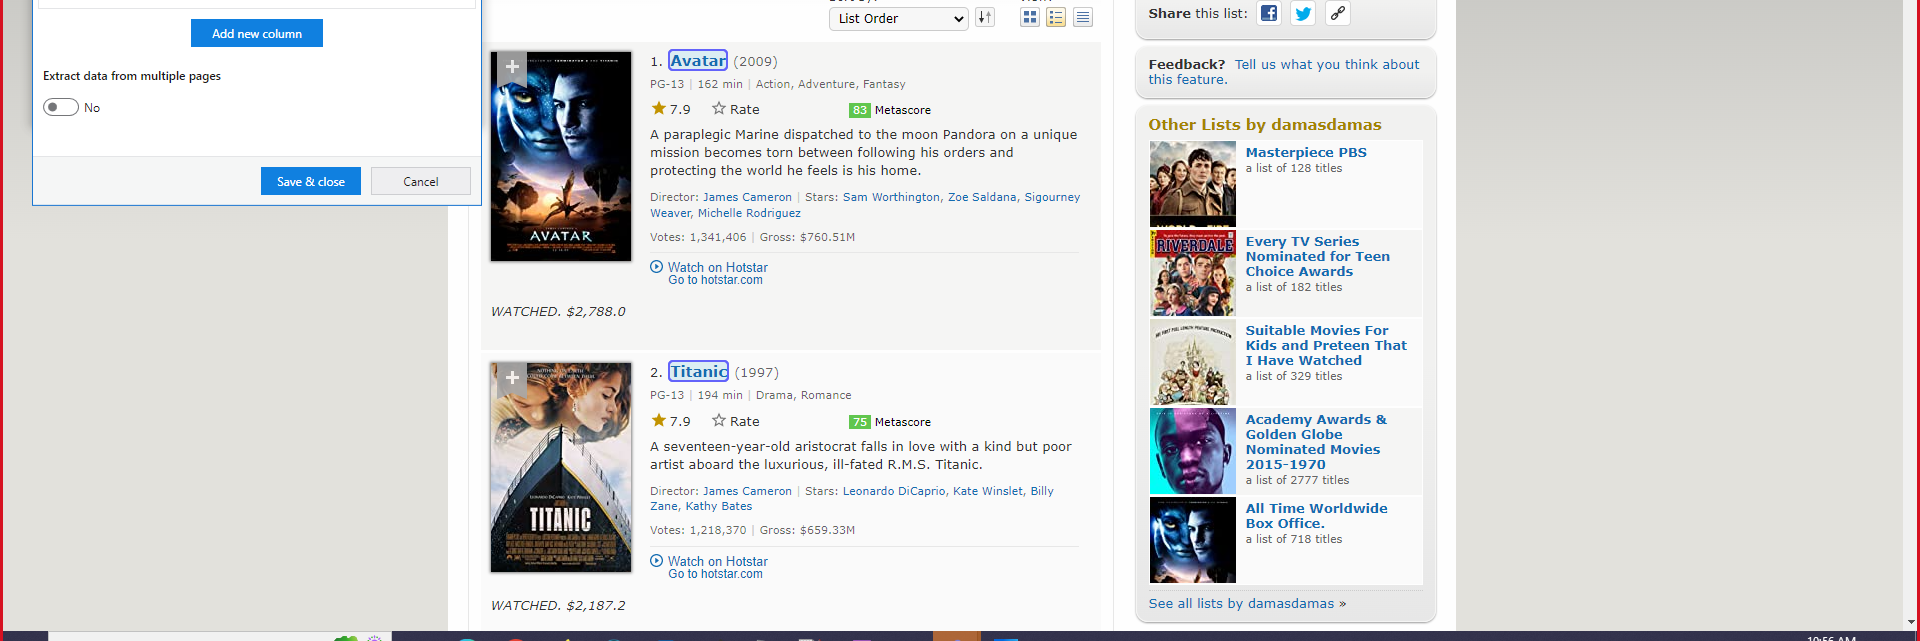 Add new column
Extract data from multiple pages
No
Save & close
Cancel
List Order
1. Avatar (2009)
PG-13 | 162 min | Action, Adventure, Fantasy
7.9 Rate 83 Metascore
A paraplegic Marine dispatched to the moon Pandora on a unique
mission becomes torn between following his orders and
protecting the world he feels is his home.
Director: James Cameron | Stars: Sam Worthington, Zoe Saldana, Sigourney
Weaver, Michelle Rodriguez
Votes: 1,341,406 | Gross: $760.51M
Watch on Hotstar
Go to hotstar.com
WATCHED. $2,788.0
AVATAR
2. Titanic (1997)
PG-13 | 194 min | Drama, Romance
7.9 Rate 75 Metascore
A seventeen-year-old aristocrat falls in love with a kind but poor
artist aboard the luxurious, ill-fated R.M.S. Titanic.
Director: James Cameron | Stars: Leonardo DiCaprio, Kate Winslet, Billy
Zane, Kathy Bates
Votes: 1,218,370 | Gross: $659.33M
Watch on Hotstar
Go to hotstar.com
WATCHED. $2,187.2
LEONARDO DICAPRIO KATE WINSLET
TITANIC
Share this list:
Feedback? Tell us what you think about
this feature.
Other Lists by damasdamas
Masterpiece PBS
a list of 128 titles
RIVERDALE
Every TV Series
Nominated for Teen
Choice Awards
a list of 182 titles
Suitable Movies For
Kids and Preteen That
I Have Watched
a list of 329 titles
Academy Awards &
Golden Globe
Nominated Movies
2015-1970
a list of 2777 titles
All Time Worldwide
Box Office.
a list of 718 titles
See all lists by damasdamas »